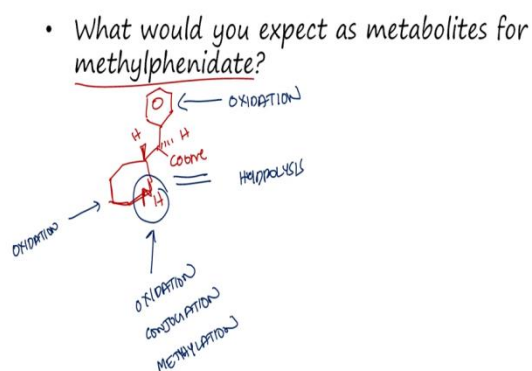 • What would you expect as metabolites for
methylphenidate?
OXIDATION
H
H
COOMe
HYDROLYSIS
N H
OXIDATION
OXIDATION
CONJUGATION
METHYLATION